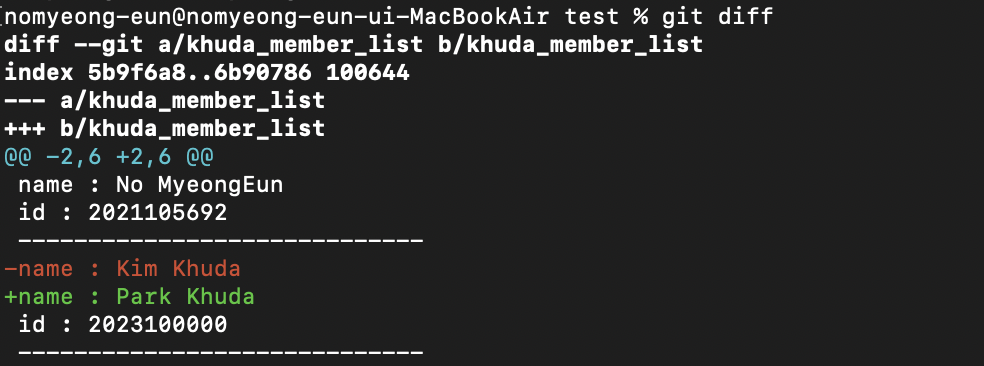 [nomyeong-eun@nomyeong-eun-ui-MacBookAir test % git diff
diff --git a/khuda_member_list b/khuda_member_list
index 5b9f6a8..6b90786 100644
--- a/khuda_member_list
+++ b/khuda_member_list
@@ -2,6 +2,6 @@
 name : No MyeongEun
 id : 2021105692
 ------------------------------
-name : Kim Khuda
+name : Park Khuda
 id : 2023100000
 ------------------------------